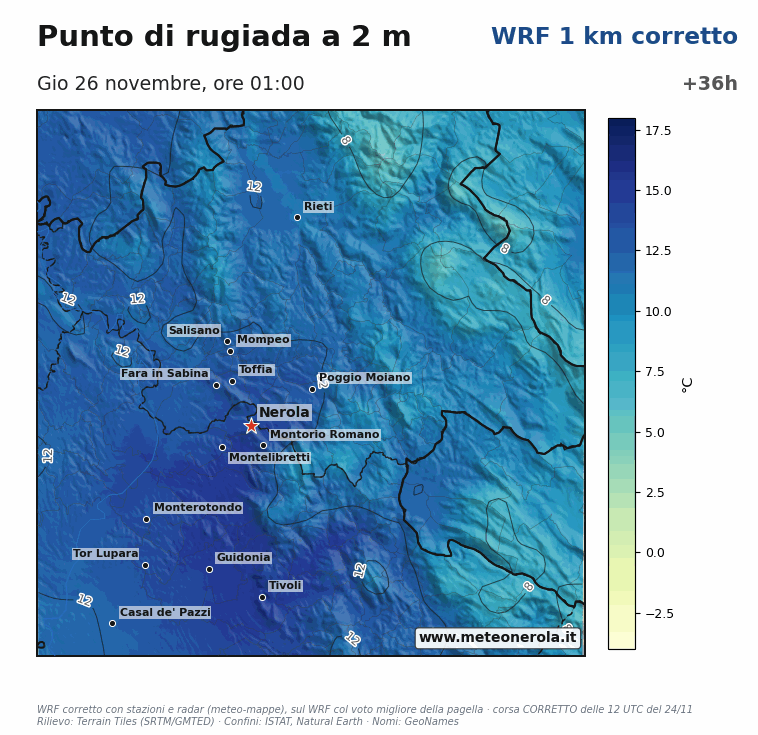 Punto di rugiada a 2 m
WRF 1 km corretto
Gio 26 novembre, ore 01:00
+36h
8
12
Rieti
8
8
12
12
12
Salisano
Mompeo
Toffia
Fara in Sabina
Poggio Moiano
Nerola
Montorio Romano
12
Montelibretti
Monterotondo
Tor Lupara
Guidonia
12
Tivoli
8
12
Casal de' Pazzi
12
www.meteonerola.it
17.5
15.0
12.5
10.0
7.5
5.0
2.5
0.0
−2.5
°C
WRF corretto con stazioni e radar (meteo-mappe), sul WRF col voto migliore della pagella · corsa CORRETTO delle 12 UTC del 24/11
Rilievo: Terrain Tiles (SRTM/GMTED) · Confini: ISTAT, Natural Earth · Nomi: GeoNames